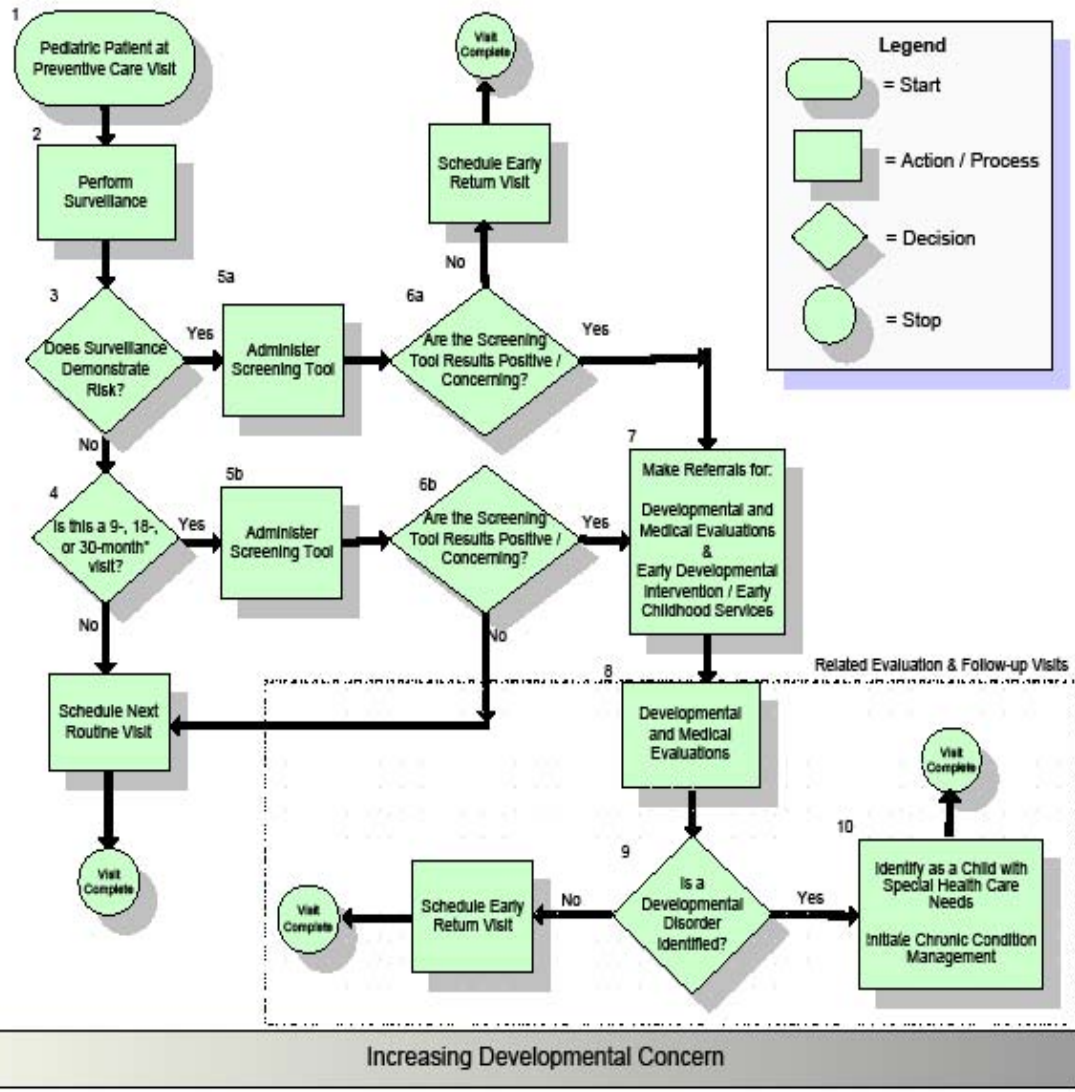 1
Pediatric Patient at
Preventive Care Visit
2
Perform
Surveillance
3
Does Surveillance
Demonstrate
Risk?
Yes
No
5a
Administer
Screening Tool
6a
Are the Screening
Tool Results Positive /
Concerning?
No
Yes
Schedule Early
Return Visit
Visit
Complete
4
Is this a 9-, 18-,
or 30-month*
visit?
Yes
No
5b
Administer
Screening Tool
6b
Are the Screening
Tool Results Positive /
Concerning?
Yes
No
7
Make Referrals for:
Developmental and
Medical Evaluations
&
Early Developmental
Intervention / Early
Childhood Services
Schedule Next
Routine Visit
Visit
Complete
Related Evaluation & Follow-up Visits
8
Developmental
and Medical
Evaluations
9
Is a
Developmental
Disorder
Identified?
No
Yes
Schedule Early
Return Visit
Visit
Complete
10
Identify as a Child with
Special Health Care
Needs
Initiate Chronic Condition
Management
Visit
Complete
Legend
= Start
= Action / Process
= Decision
= Stop
Increasing Developmental Concern